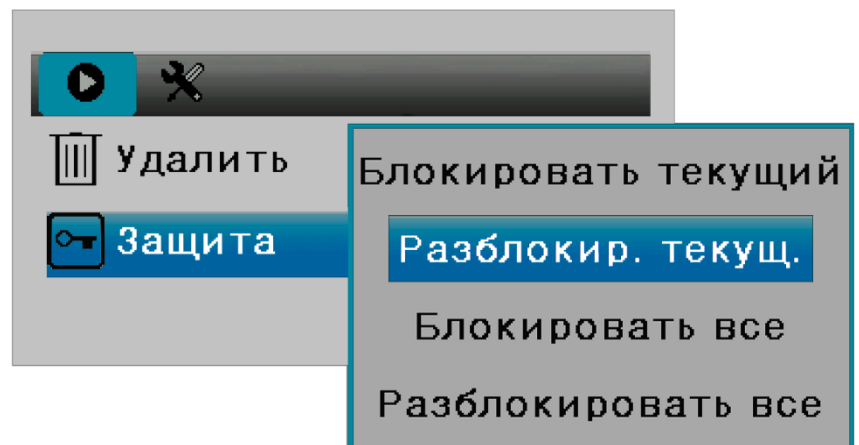 Удалить
Защита
Блокировать текущий
Разблокир. текущ.
Блокировать все
Разблокировать все